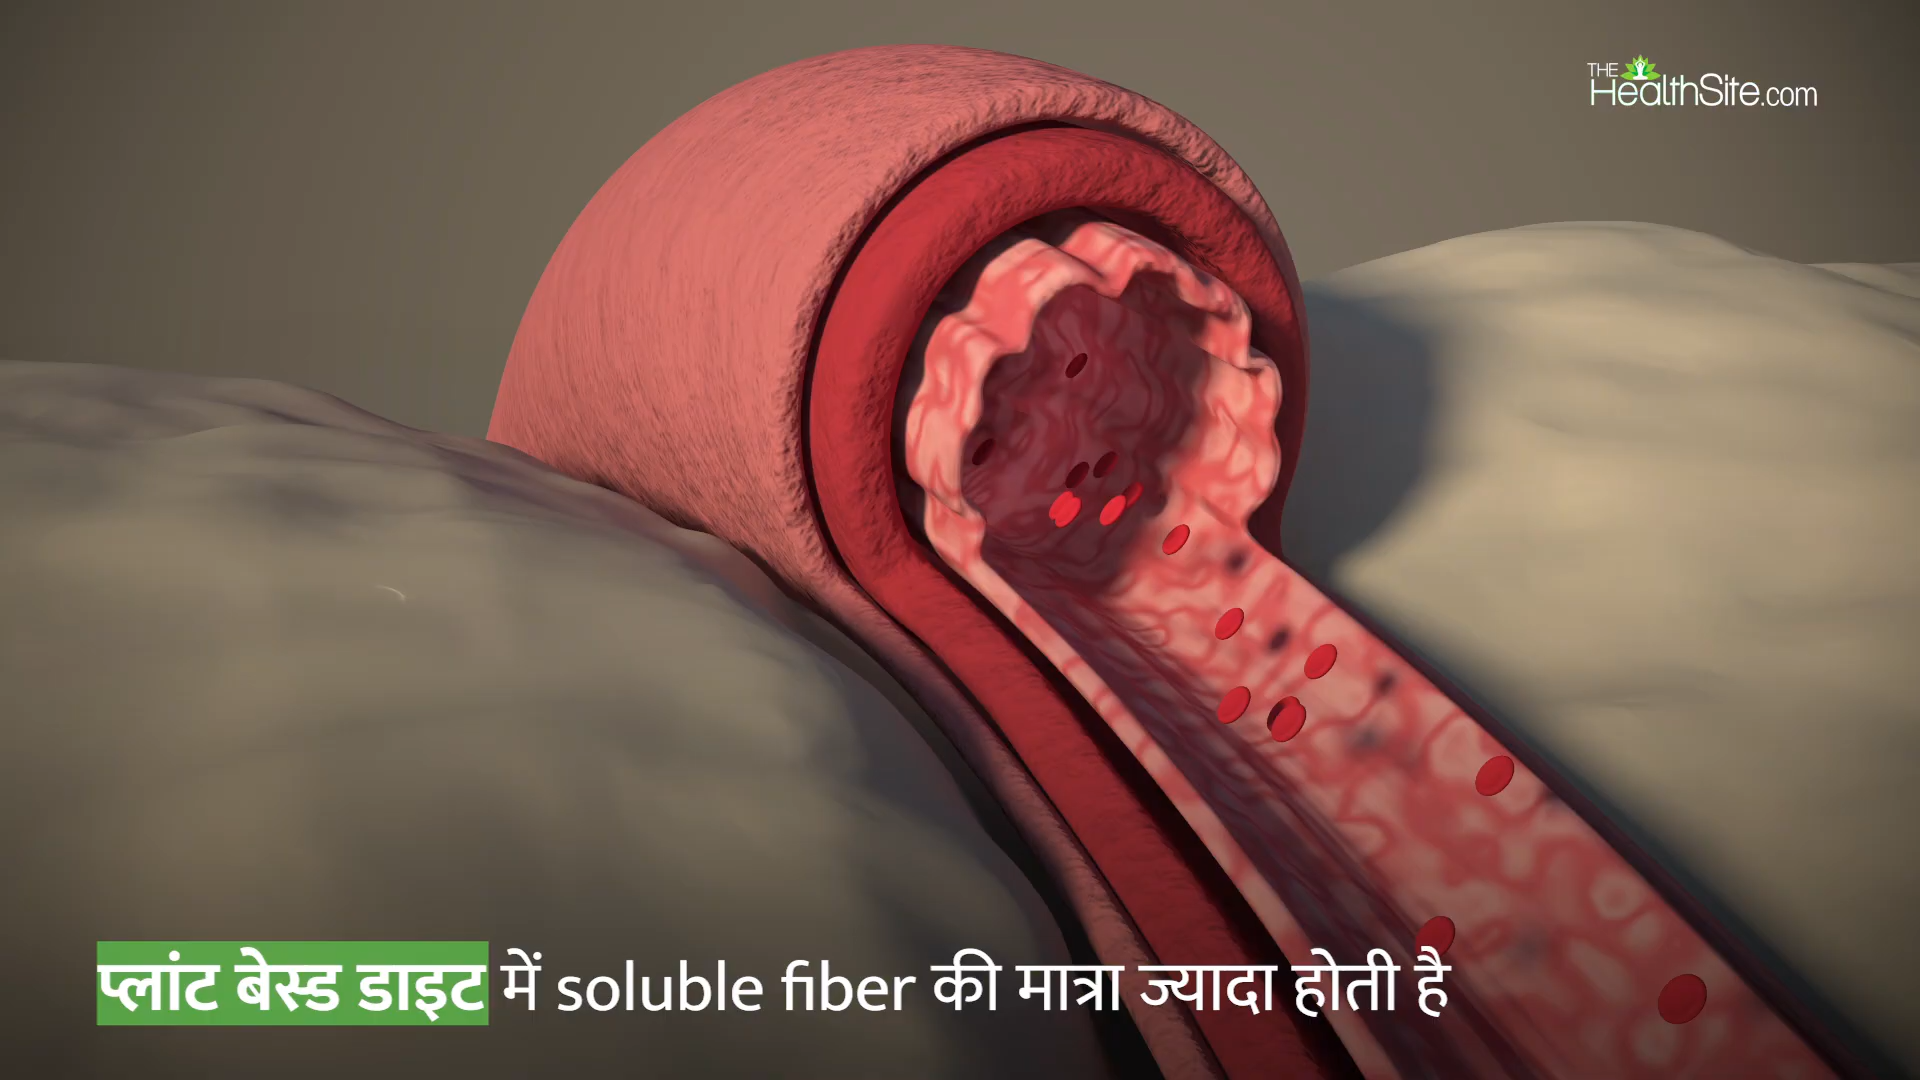 THE
HealthSite.com
प्लांट बेस्ड डाइट में soluble fiber की मात्रा ज्यादा होती है